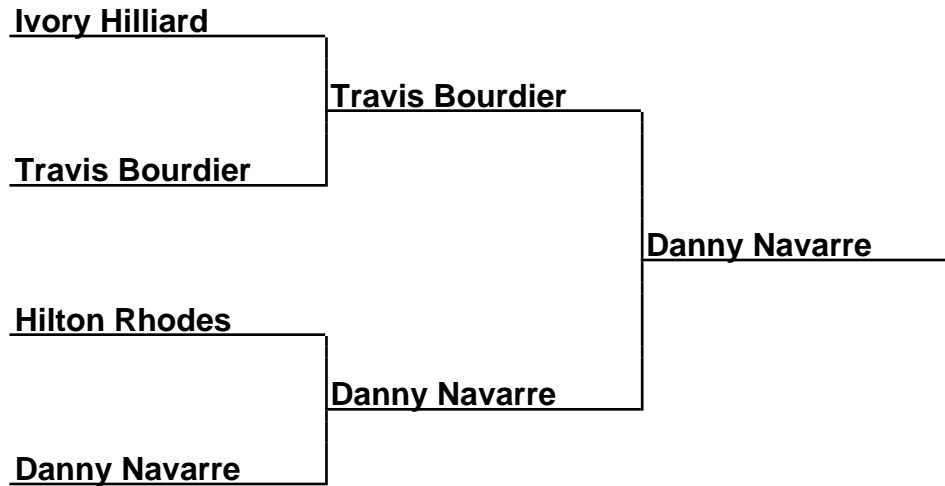 Ivory Hilliard
Travis Bourdier
Travis Bourdier
Danny Navarre
Hilton Rhodes
Danny Navarre
Danny Navarre